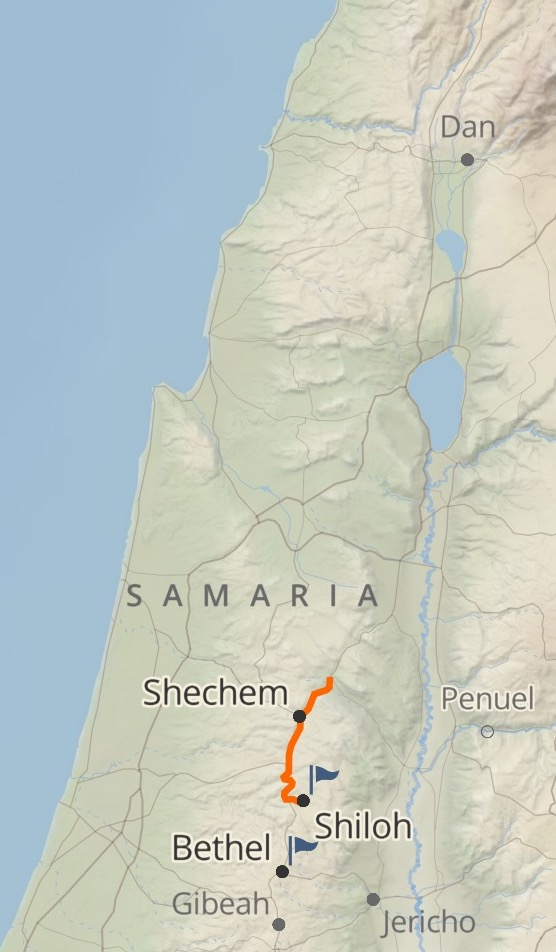 Dan
SAMARIA
Shechem
Penuel
Shiloh
Bethel
Gibeah
Jericho